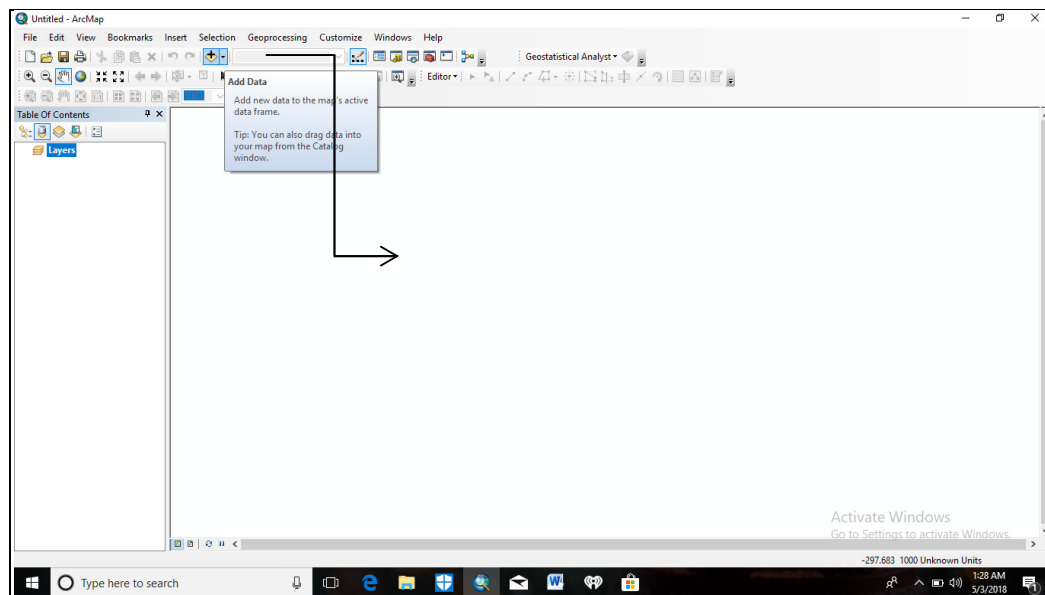 Untitled - ArcMap
File Edit View Bookmarks Insert Selection Geoprocessing Customize Windows Help
Geostatistical Analyst
Editor
Add Data
Add new data to the map's active
data frame.
Tip: You can also drag data into
your map from the Catalog
window.
Table Of Contents
Layers
Activate Windows
Go to Settings to activate Windows.
-297.683 1000 Unknown Units
Type here to search
1:28 AM
5/3/2018